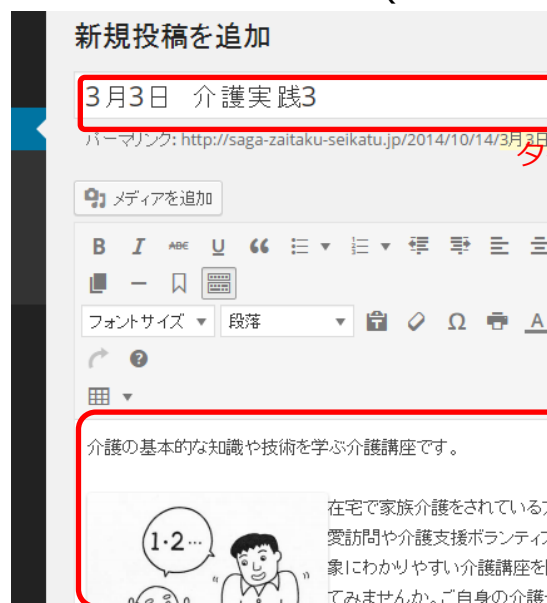 新規投稿を追加
3月3日　介護実践3
パーマリンク: http://saga-zaitaku-seikatu.jp/2014/10/14/3月3日
タ
メディアを追加
B I ABC U
フォントサイズ 段落 Ω A
介護の基本的な知識や技術を学ぶ介護講座です。
在宅で家族介護をされている
愛訪問や介護支援ボランティ
1・2…
象にわかりやすい介護講座を
てみませんか。ご自身の介護